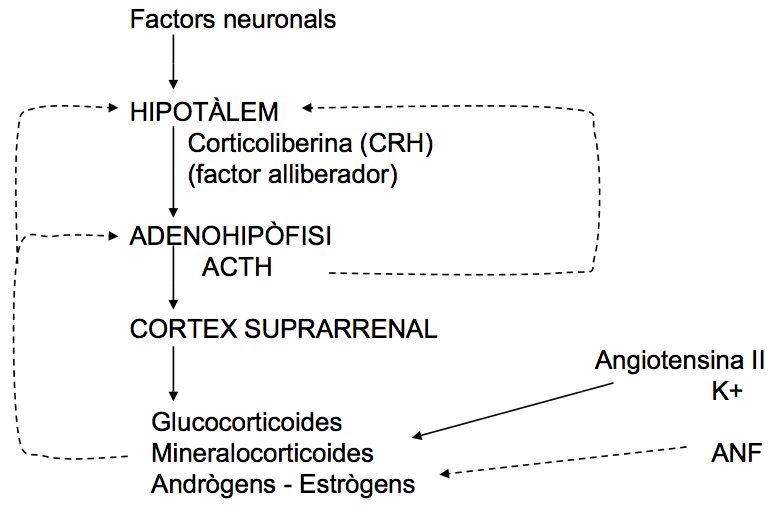 Factors neuronals
HIPOTÀLEM
Corticoliberina (CRH)
(factor alliberador)
ADENOHIPÒFISI
ACTH
CORTEX SUPRARRENAL
Angiotensina II
K+
Glucocorticoides
Mineralocorticoides
ANF
Andrògens - Estrògens